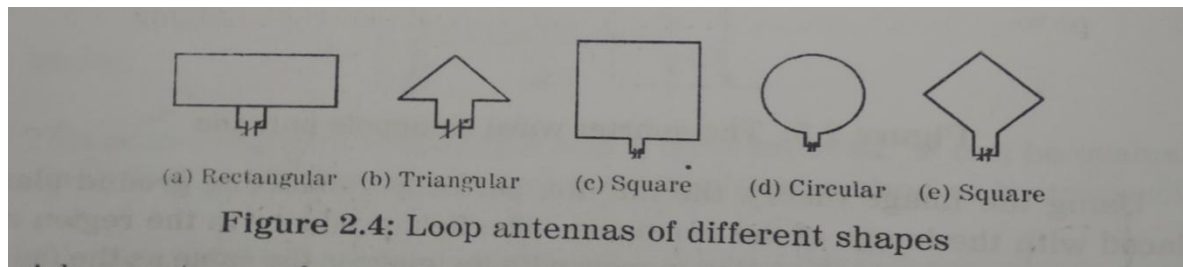 (a) Rectangular (b) Triangular (c) Square (d) Circular (e) Square
Figure 2.4: Loop antennas of different shapes